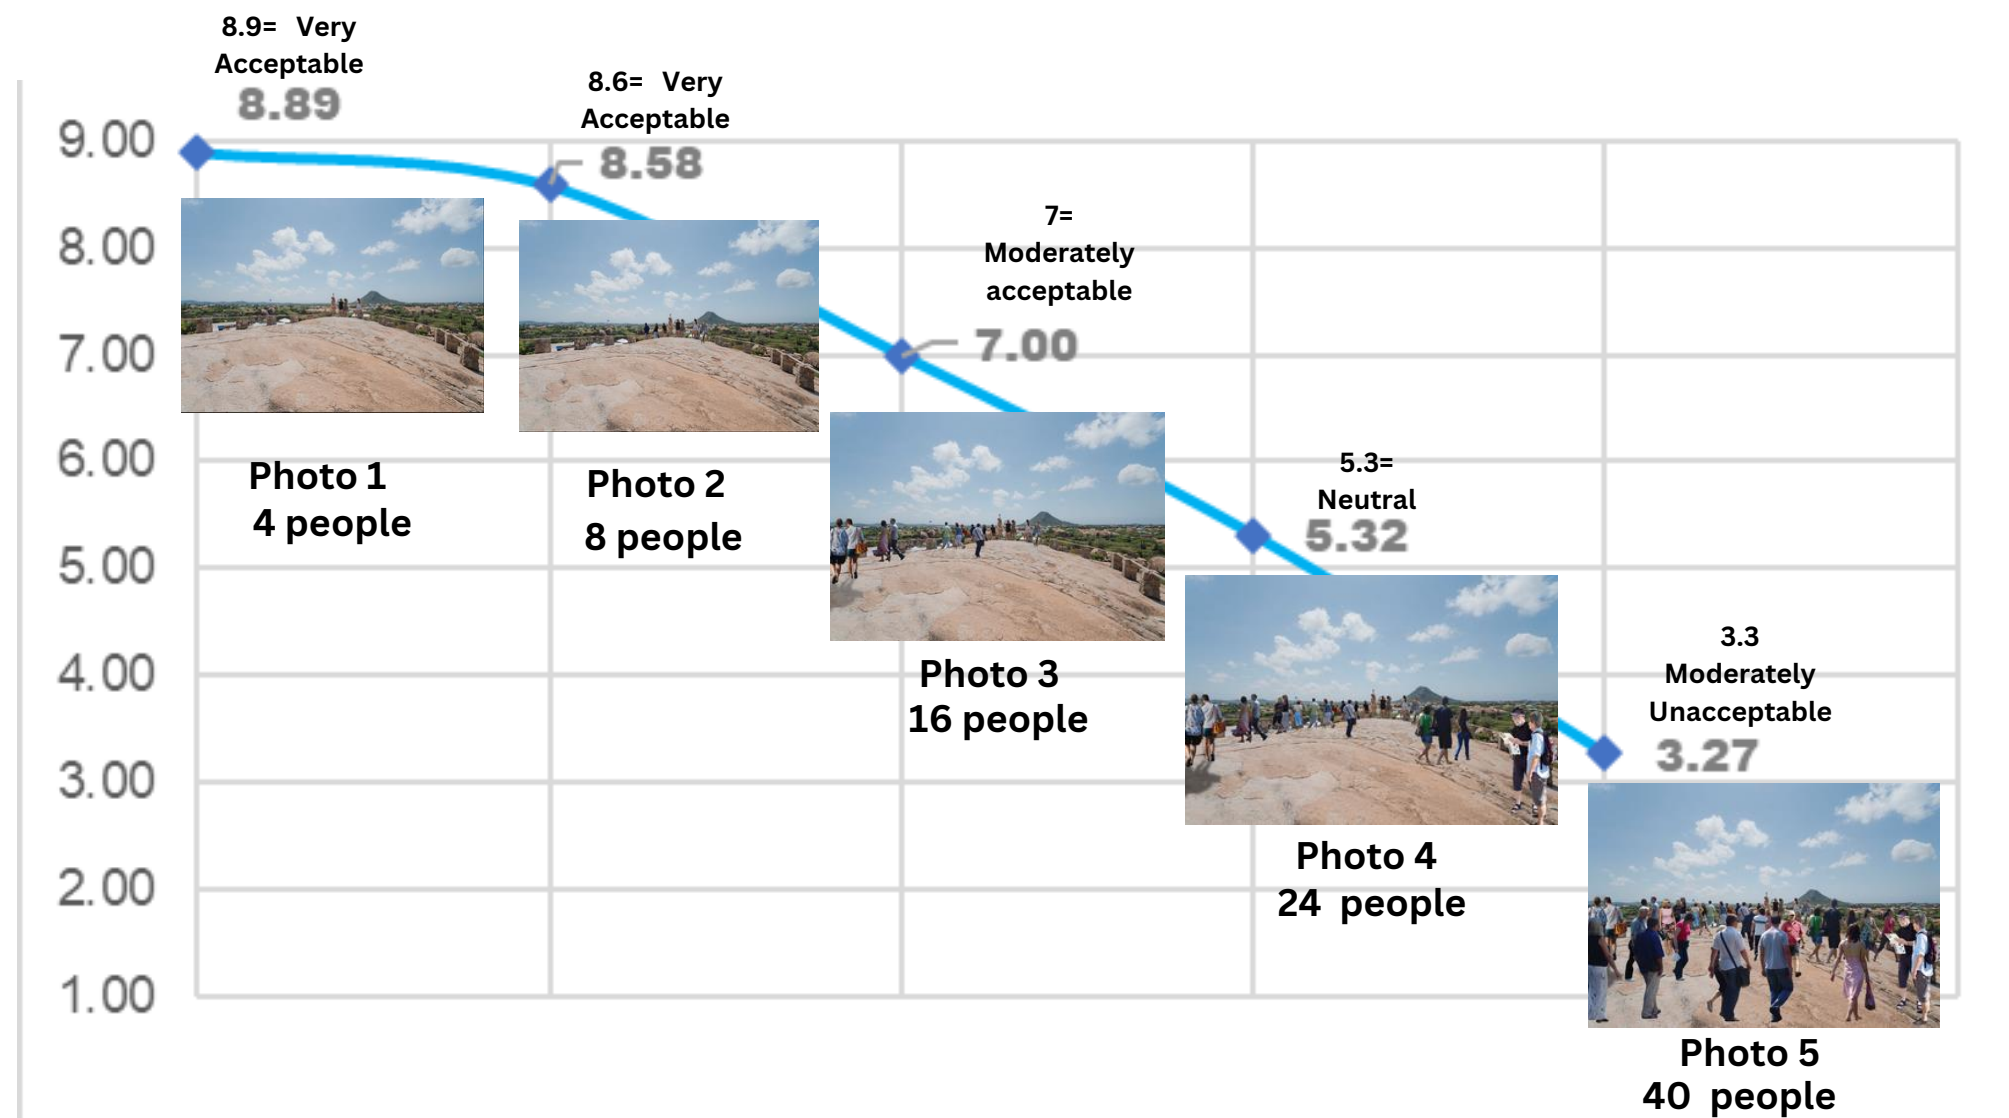 8.9= Very
Acceptable
8.89
8.6= Very
Acceptable
8.58
7=
Moderately
acceptable
7.00
5.3=
Neutral
5.32
3.3
Moderately
Unacceptable
3.27
9.00
8.00
7.00
6.00
5.00
4.00
3.00
2.00
1.00
Photo 1
4 people
Photo 2
8 people
Photo 3
16 people
Photo 4
24 people
Photo 5
40 people